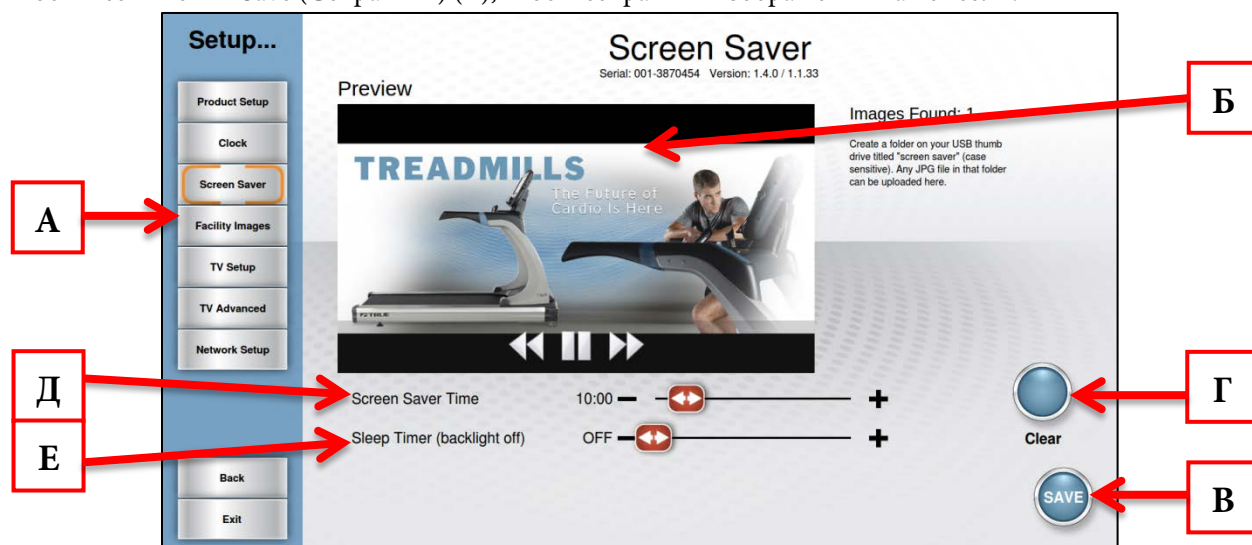 Setup...
Product Setup
Clock
Screen Saver
Facility Images
TV Setup
TV Advanced
Network Setup
Back
Exit
Screen Saver
Serial: 001-3870454 Version: 1.4.0 / 1.1.33
Preview
TREADMILLS
The Future of
Cardio Is Here
TRUE
Images Found: 1
Create a folder on your USB thumb
drive titled "screen saver" (case
sensitive). Any JPG file in that folder
can be uploaded here.
Screen Saver Time 10:00
Sleep Timer (backlight off) OFF
Clear
SAVE
А
Б
В
Г
Д
Е